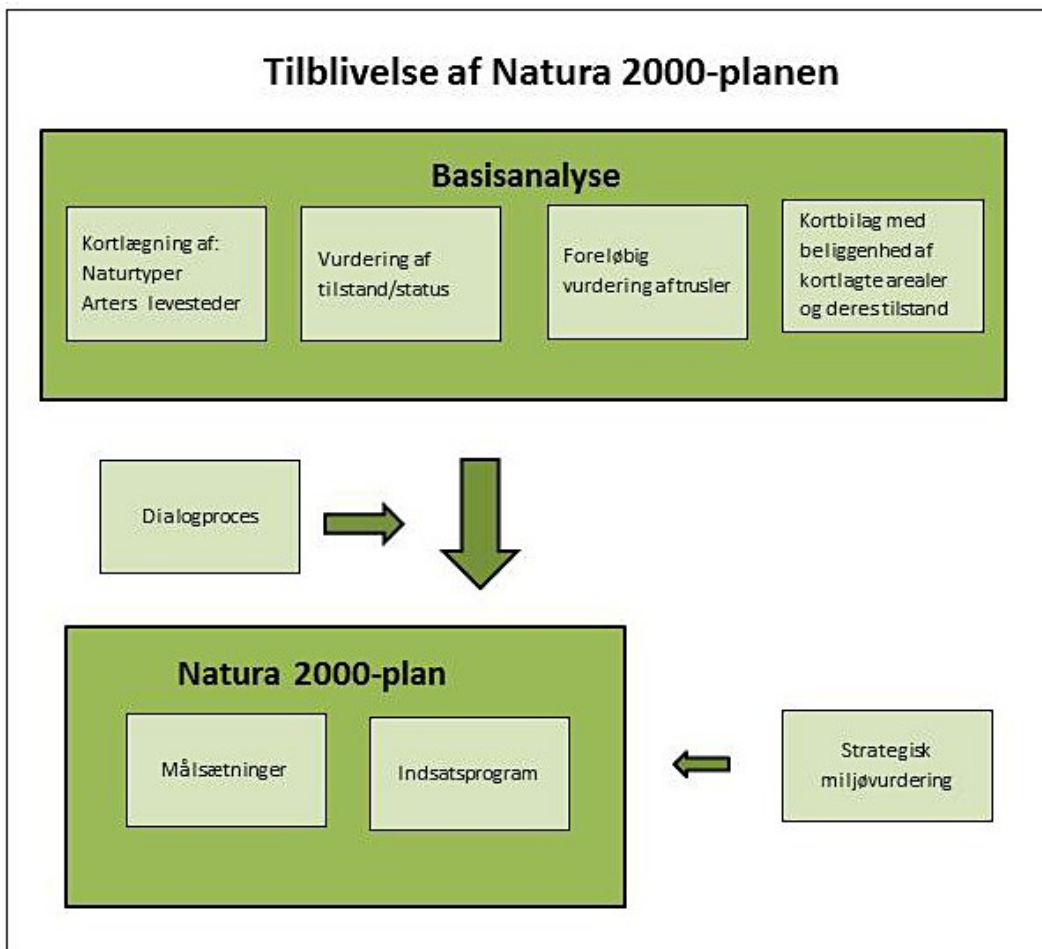 Tilblivelse af Natura 2000-planen
Basisanalyse
Kortlægning af:
Naturtyper
Arters levesteder
Vurdering af
tilstand/status
Foreløbig
vurdering af trusler
Kortbilag med
beliggenhed af
kortlagte arealer
og deres tilstand
Dialogproces
Natura 2000-plan
Målsætninger
Indsatsprogram
Strategisk
miljøvurdering